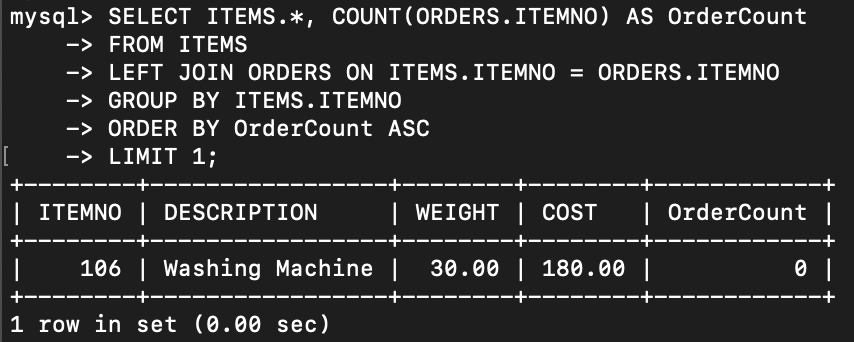 mysql> SELECT ITEMS.*, COUNT(ORDERS.ITEMNO) AS OrderCount
    -> FROM ITEMS
    -> LEFT JOIN ORDERS ON ITEMS.ITEMNO = ORDERS.ITEMNO
    -> GROUP BY ITEMS.ITEMNO
    -> ORDER BY OrderCount ASC
[    -> LIMIT 1;
+--------+------------------+--------+--------+------------+
| ITEMNO | DESCRIPTION     | WEIGHT | COST   | OrderCount |
+--------+------------------+--------+--------+------------+
|    106 | Washing Machine |  30.00 | 180.00 |          0 |
+--------+------------------+--------+--------+------------+
1 row in set (0.00 sec)